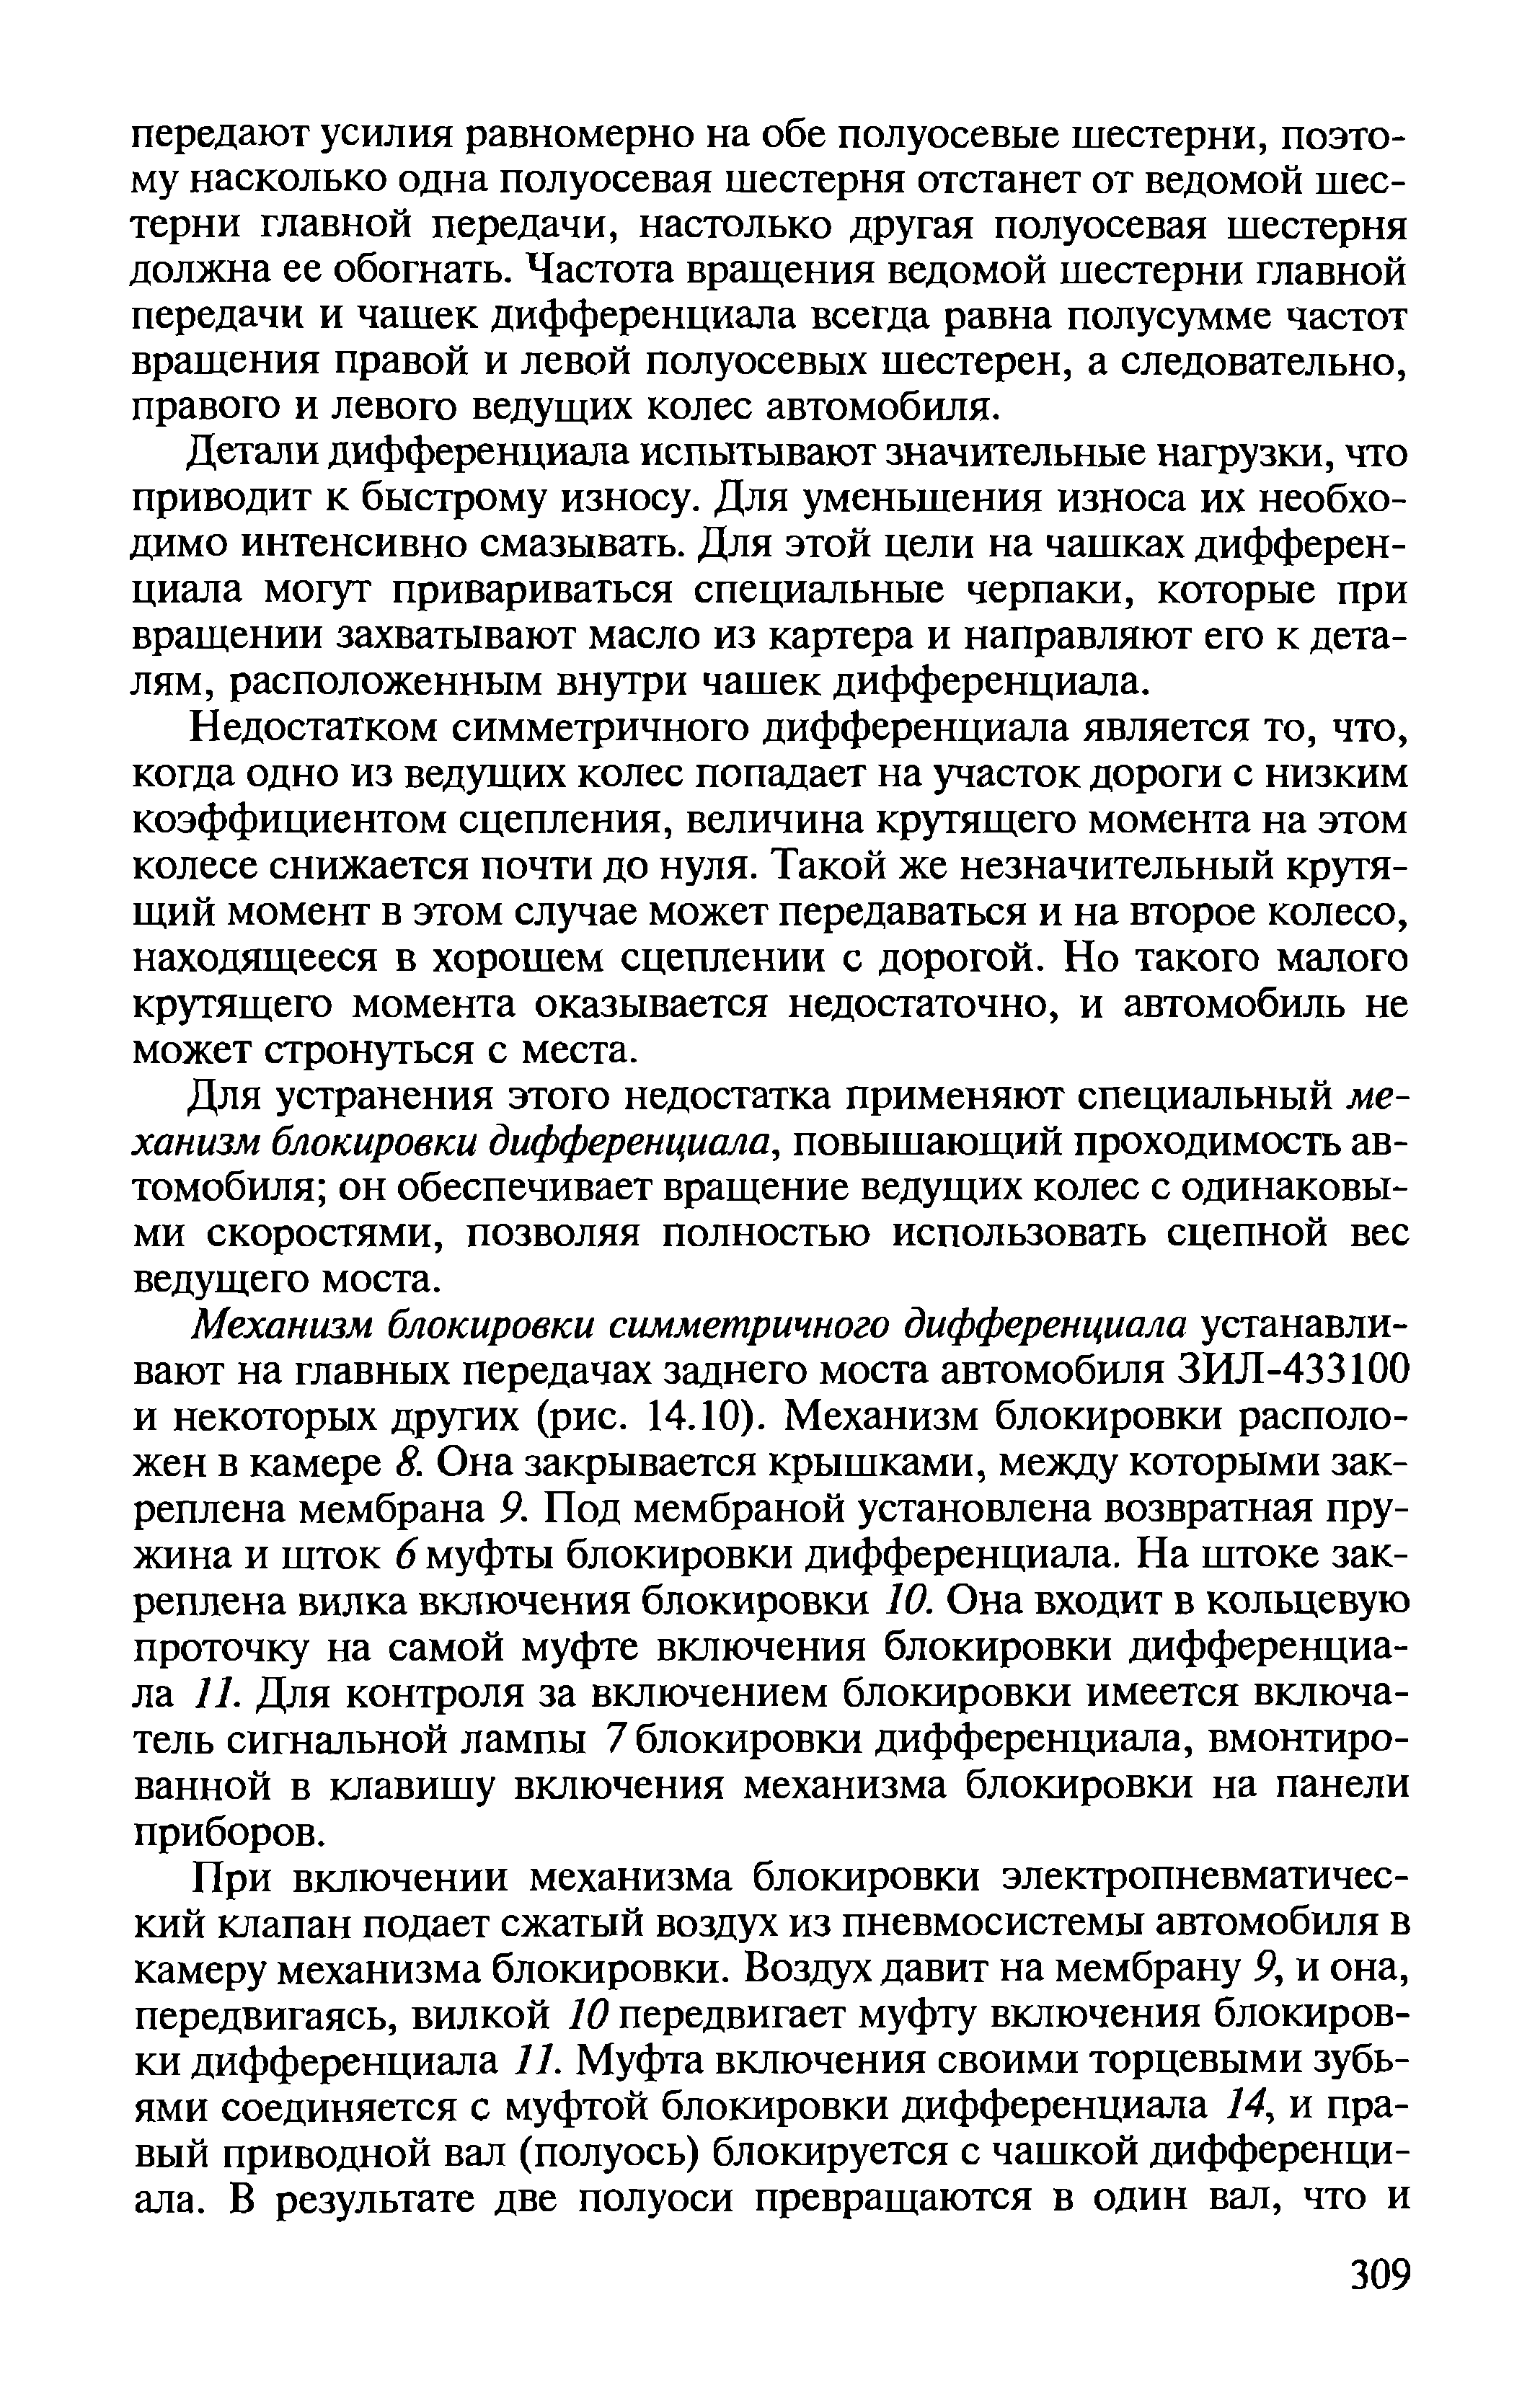 передают усилия равномерно на обе полуосевые шестерни, поэто-
му насколько одна полуосевая шестерня отстанет от ведомой шес-
терни главной передачи, настолько другая полуосевая шестерня
должна ее обогнать. Частота вращения ведомой шестерни главной
передачи и чашек дифференциала всегда равна полусумме частот
вращения правой и левой полуосевых шестерен, а следовательно,
правого и левого ведущих колес автомобиля.
Детали дифференциала испытывают значительные нагрузки, что
приводит к быстрому износу. Для уменьшения износа их необхо-
димо интенсивно смазывать. Для этой цели на чашках дифферен-
циала могут привариваться специальные черпаки, которые при
вращении захватывают масло из картера и направляют его к дета-
лям, расположенным внутри чашек дифференциала.
Недостатком симметричного дифференциала является то, что,
когда одно из ведущих колес попадает на участок дороги с низким
коэффициентом сцепления, величина крутящего момента на этом
колесе снижается почти до нуля. Такой же незначительный крутя-
щий момент в этом случае может передаваться и на второе колесо,
находящееся в хорошем сцеплении с дорогой. Но такого малого
крутящего момента оказывается недостаточно, и автомобиль не
может стронуться с места.
Для устранения этого недостатка применяют специальный ме-
ханизм блокировки дифференциала, повышающий проходимость ав-
томобиля; он обеспечивает вращение ведущих колес с одинаковы-
ми скоростями, позволяя полностью использовать сцепной вес
ведущего моста.
Механизм блокировки симметричного дифференциала устанавли-
вают на главных передачах заднего моста автомобиля ЗИЛ-433100
и некоторых других (рис. 14.10). Механизм блокировки располо-
жен в камере 8. Она закрывается крышками, между которыми зак-
реплена мембрана 9. Под мембраной установлена возвратная пру-
жина и шток 6 муфты блокировки дифференциала. На штоке зак-
реплена вилка включения блокировки 10. Она входит в кольцевую
проточку на самой муфте включения блокировки дифференциа-
ла 11. Для контроля за включением блокировки имеется включа-
тель сигнальной лампы 7 блокировки дифференциала, вмонтиро-
ванной в клавишу включения механизма блокировки на панели
приборов.
При включении механизма блокировки электропневматичес-
кий клапан подает сжатый воздух из пневмосистемы автомобиля в
камеру механизма блокировки. Воздух давит на мембрану 9, и она,
передвигаясь, вилкой 10 передвигает муфту включения блокиров-
ки дифференциала 11. Муфта включения своими торцевыми зубь-
ями соединяется с муфтой блокировки дифференциала 14, и пра-
вый приводной вал (полуось) блокируется с чашкой дифференци-
ала. В результате две полуоси превращаются в один вал, что и
309